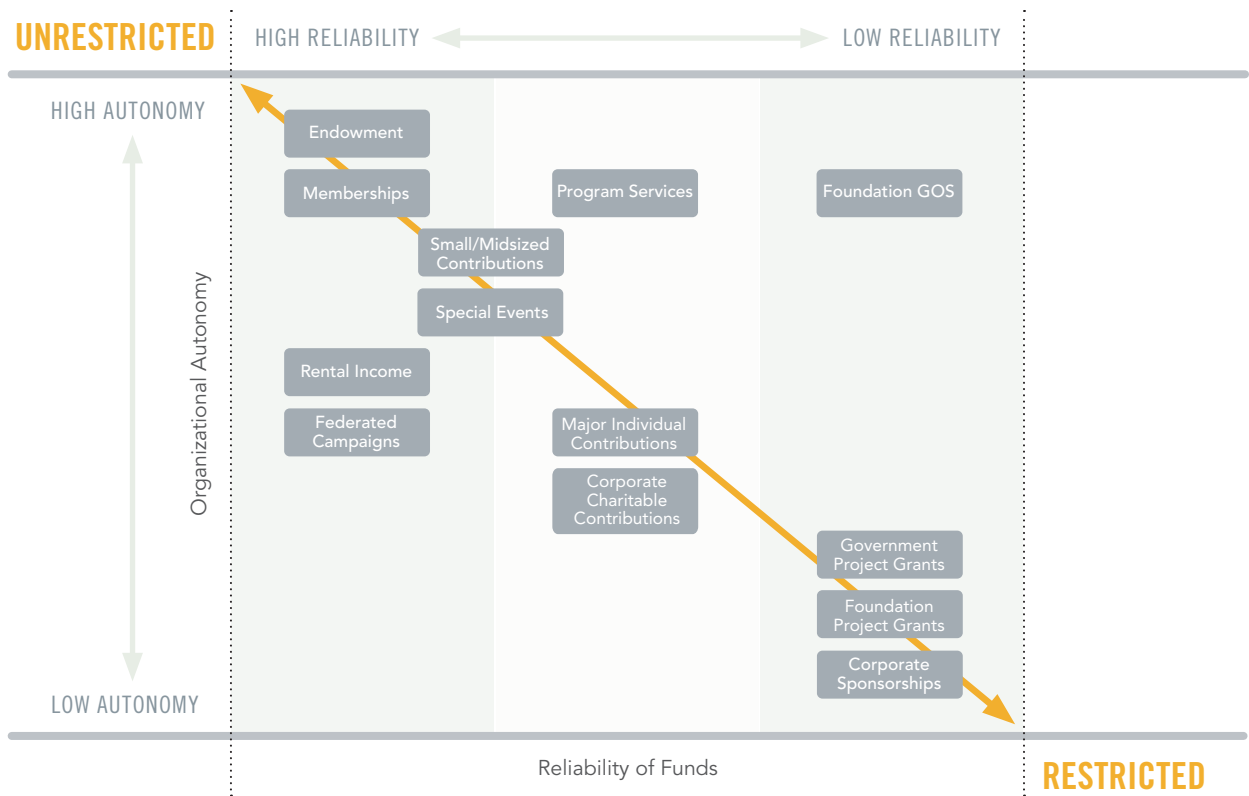 UNRESTRICTED
HIGH RELIABILITY
LOW RELIABILITY
HIGH AUTONOMY
Endowment
Memberships
Program Services
Foundation GOS
Small/Midsized
Contributions
Special Events
Organizational Autonomy
Rental Income
Federated
Campaigns
Major Individual
Contributions
Corporate
Charitable
Contributions
Government
Project Grants
Foundation
Project Grants
Corporate
Sponsorships
LOW AUTONOMY
Reliability of Funds
RESTRICTED